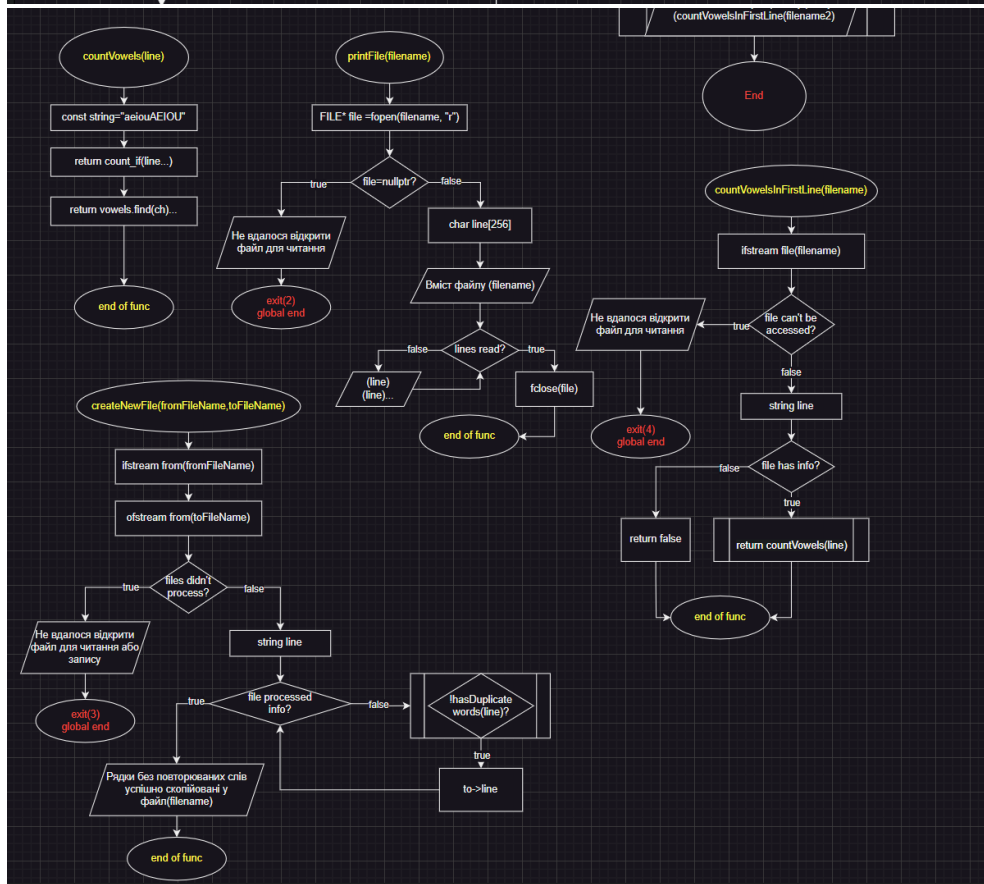 (countVowelsInFirstLine(filename2)
End
countVowels(line)
const string="aeiouAEIOU"
return count_if(line...)
return vowels.find(ch)...
end of func
printFile(filename)
FILE* file =fopen(filename, "r")
file=nullptr?
true
false
Не вдалося відкрити
файл для читання
exit(2)
global end
char line[256]
Вміст файлу (filename)
lines read?
false
true
(line)
(line)...
fclose(file)
end of func
countVowelsInFirstLine(filename)
ifstream file(filename)
file can't be
accessed?
true
Не вдалося відкрити
файл для читання
exit(4)
global end
false
string line
file has info?
false
true
return false
return countVowels(line)
end of func
createNewFile(fromFileName,toFileName)
ifstream from(fromFileName)
ofstream from(toFileName)
files didn't
process?
true
false
Не вдалося відкрити
файл для читання або
запису
exit(3)
global end
string line
file processed
info?
true
false
!hasDuplicate
words(line)?
true
to->line
Рядки без повторюваних слів
успішно скопійовані у
файл(filename)
end of func